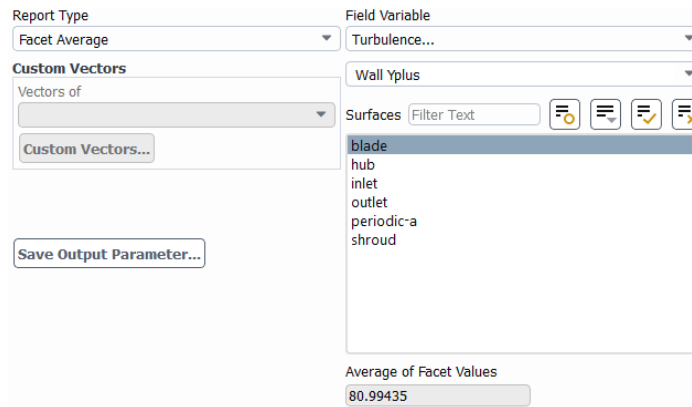 Report Type
Facet Average
Custom Vectors
Vectors of
Custom Vectors...
Save Output Parameter...
Field Variable
Turbulence...
Wall Yplus
Surfaces Filter Text
blade
hub
inlet
outlet
periodic-a
shroud
Average of Facet Values
80.99435